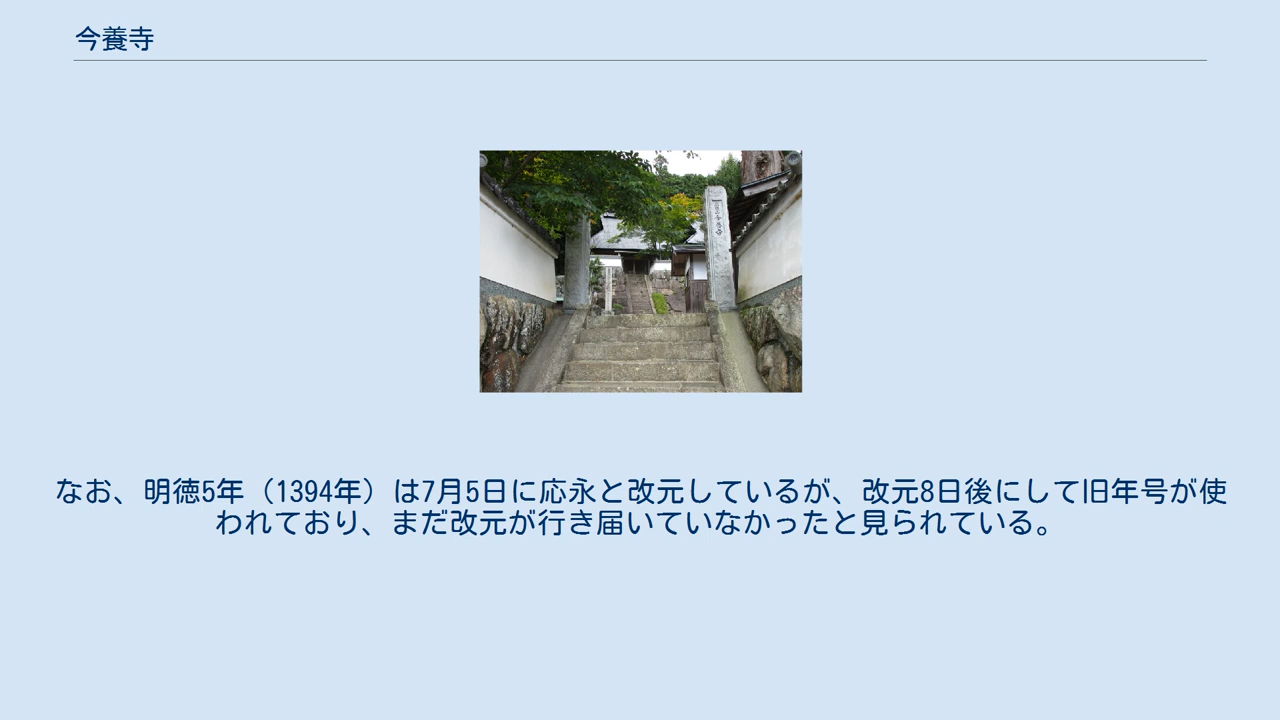 今養寺
なお、明徳5年（1394年）は7月5日に応永と改元しているが、改元8日後にして旧年号が使
われており、まだ改元が行き届いていなかったと見られている。